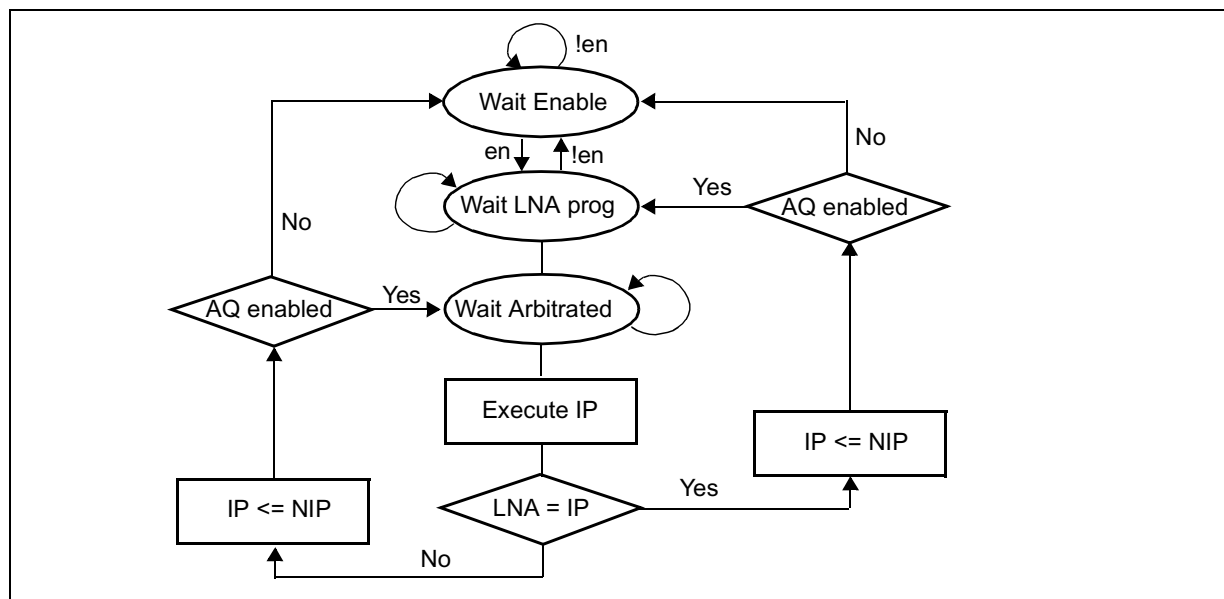 !en
Wait Enable
en
!en
No
Yes
Wait LNA prog
AQ enabled
No
AQ enabled
Yes
Wait Arbitrated
Execute IP
IP <= NIP
IP <= NIP
LNA = IP
Yes
No